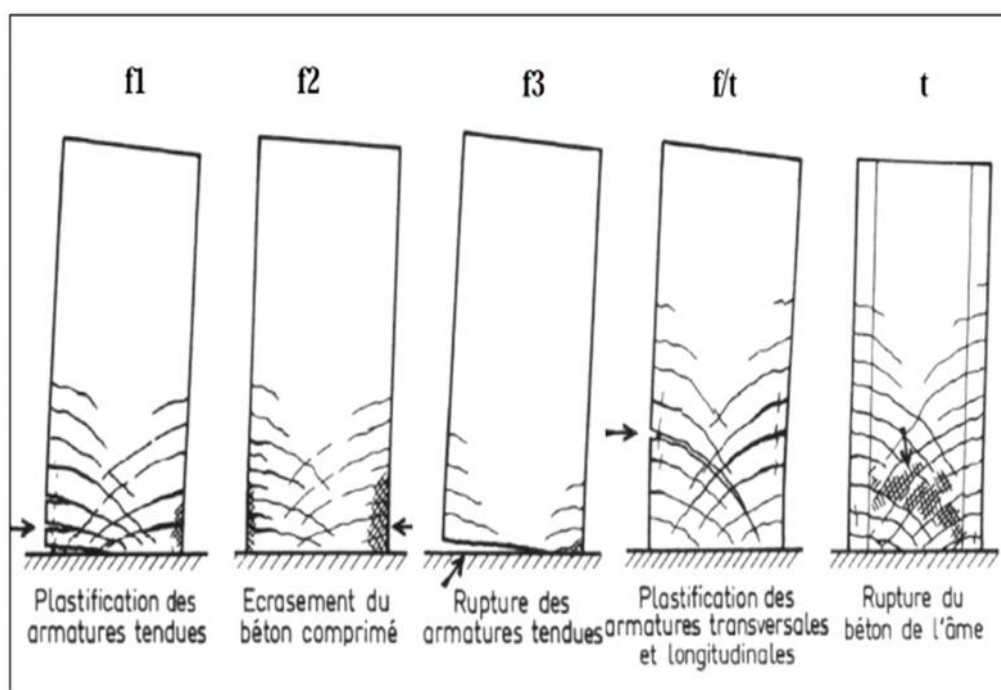 f1
f2
f3
f/t
t
Plastification des
armatures tendues
Ecrasement du
béton comprimé
Rupture des
armatures tendues
Plastification des
armatures transversales
et longitudinales
Rupture du
béton de l'âme